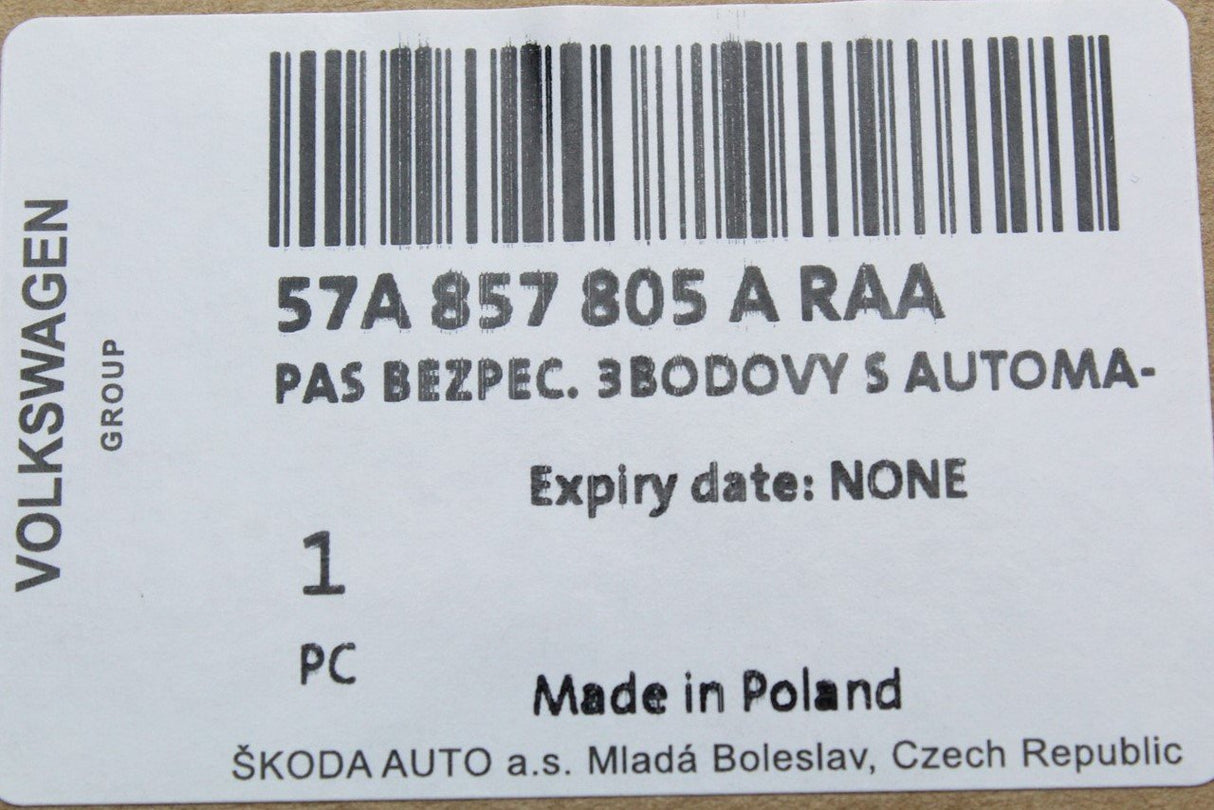 VOLKSWAGEN
GROUP
57A 857 805 A RAA
PAS BEZPEC. 3BODOVY S AUTOMA-
Expiry date: NONE
1
PC
Made in Poland
ŠKODA AUTO a.s. Mladá Boleslav, Czech Republic